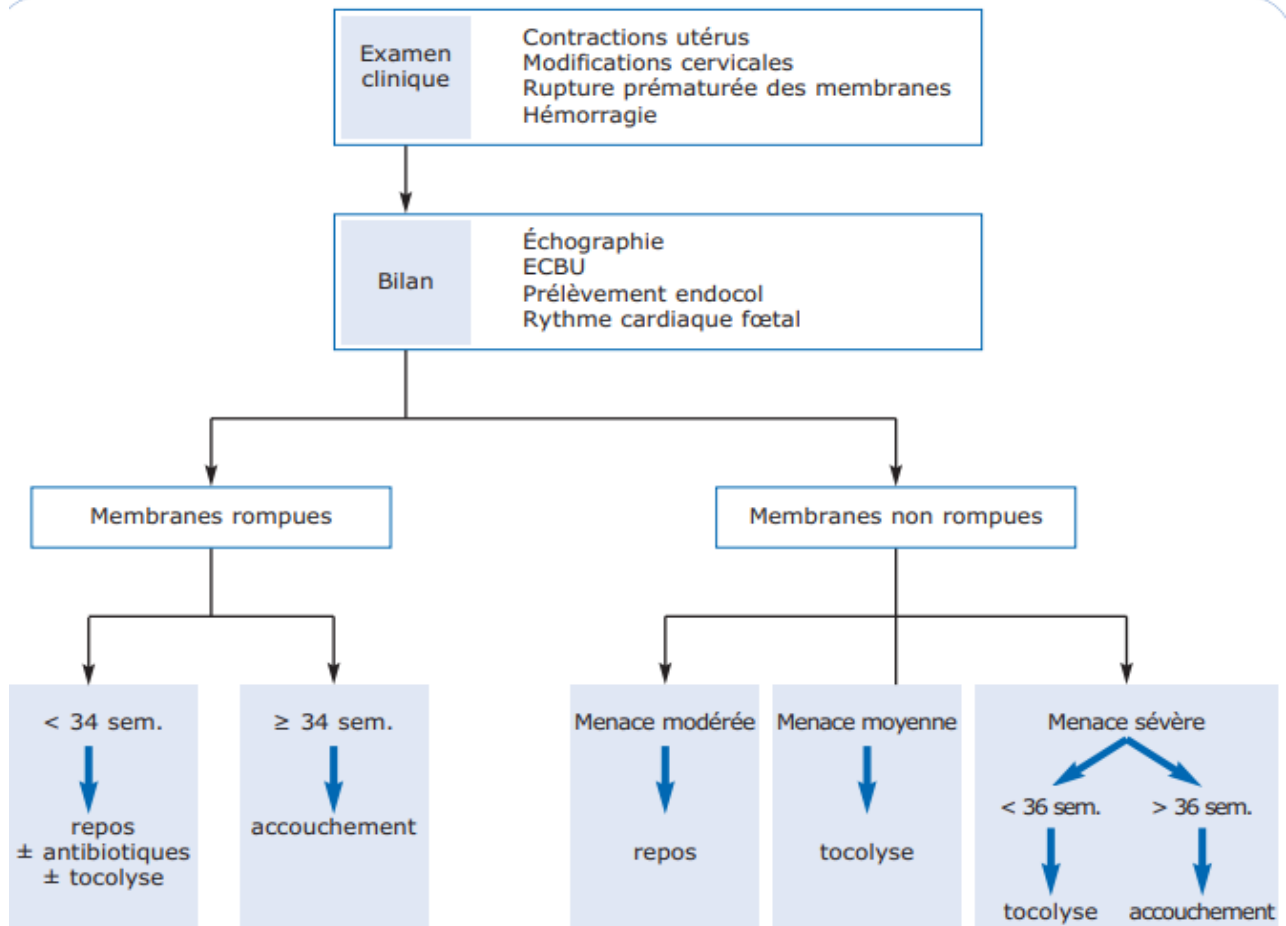 Examen
clinique
Contractions utérus
Modifications cervicales
Rupture prématurée des membranes
Hémorragie
Bilan
Échographie
ECBU
Prélèvement endocol
Rythme cardiaque fœtal
Membranes rompues
Membranes non rompues
< 34 sem.
repos
± antibiotiques
± tocolyse
≥ 34 sem.
accouchement
Menace modérée
repos
Menace moyenne
tocolyse
Menace sévère
< 36 sem.
> 36 sem.
tocolyse
accouchement